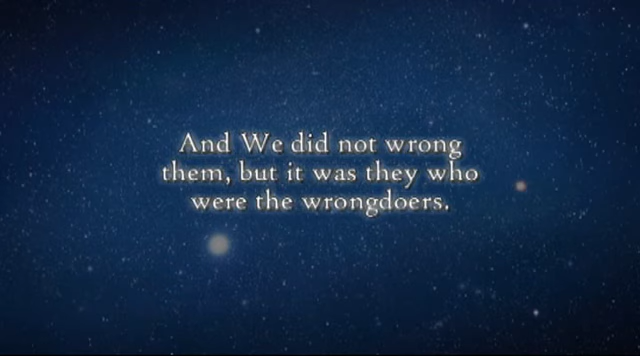 And We did not wrong
them, but it was they who
were the wrongdoers.